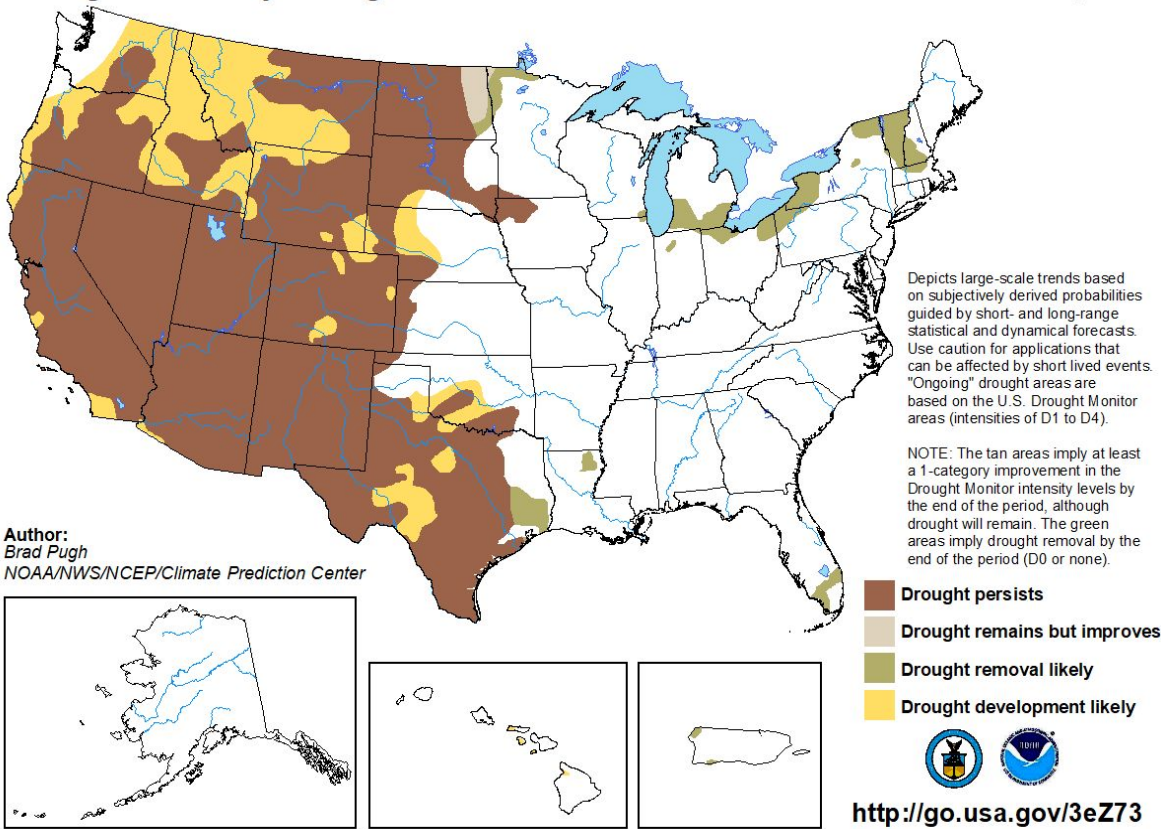 Depicts large-scale trends based
on subjectively derived probabilities
guided by short- and long-range
statistical and dynamical forecasts.
Use caution for applications that
can be affected by short lived events.
"Ongoing" drought areas are
based on the U.S. Drought Monitor
areas (intensities of D1 to D4).
NOTE: The tan areas imply at least
a 1-category improvement in the
Drought Monitor intensity levels by
the end of the period, although
drought will remain. The green
areas imply drought removal by the
end of the period (D0 or none).
Author:
Brad Pugh
NOAA/NWS/NCEP/Climate Prediction Center
Drought persists
Drought remains but improves
Drought removal likely
Drought development likely
noaa
http://go.usa.gov/3eZ73